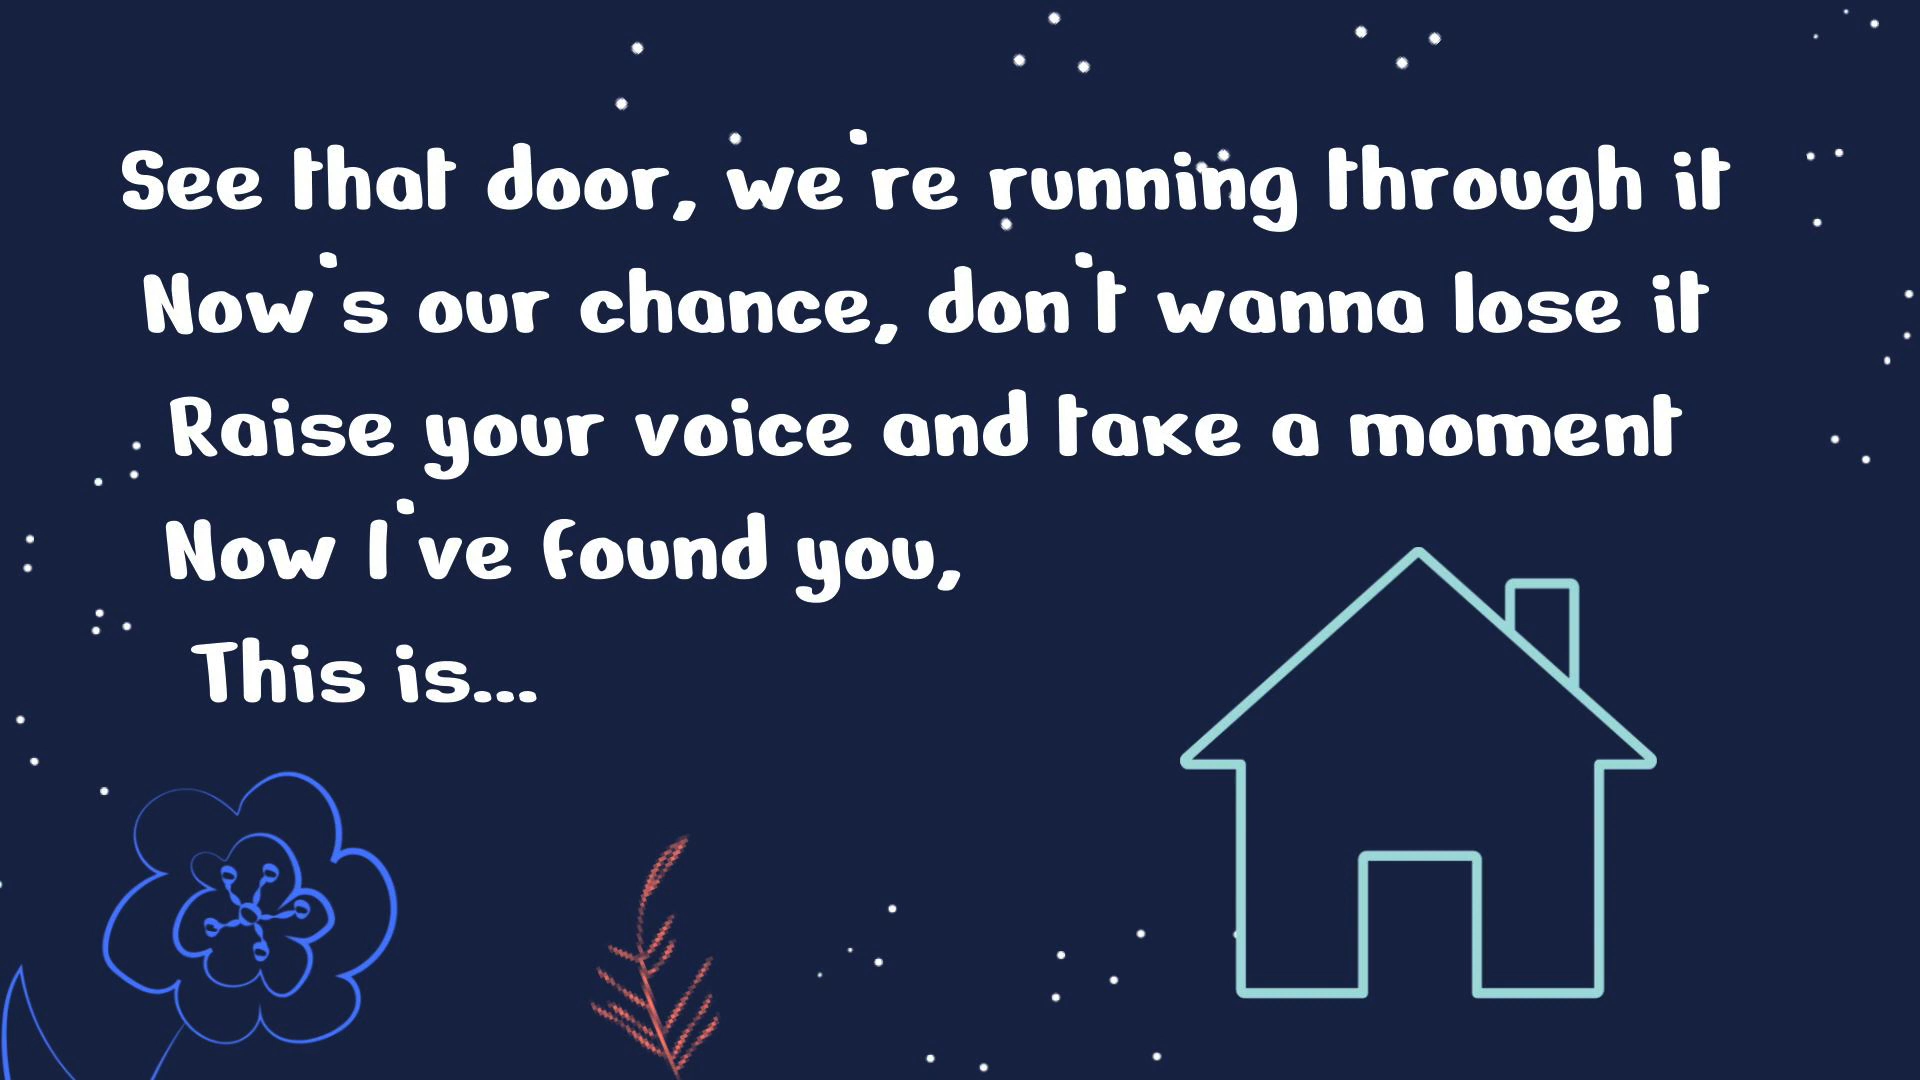 See that door, we're running through it
Now's our chance, don't wanna lose it
Raise your voice and take a moment
Now I've found you,
This is...